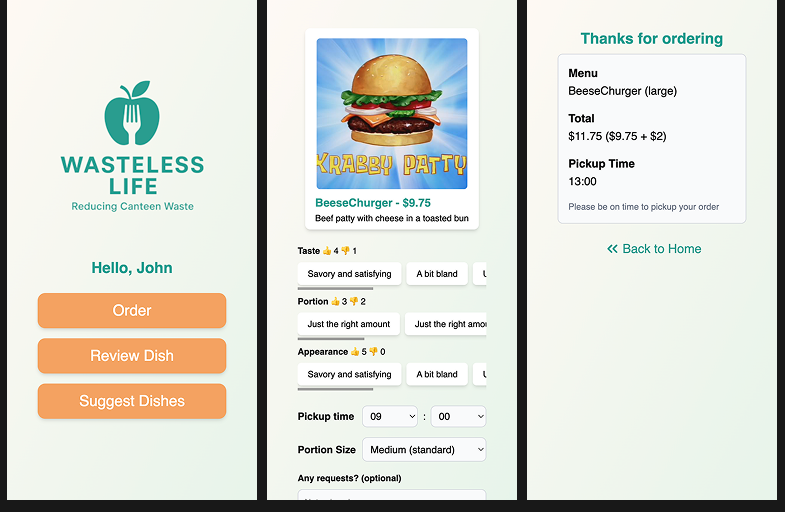 WASTELESS
LIFE
Reducing Canteen Waste
Hello, John
Order
Review Dish
Suggest Dishes
KRABBY PATTY
BeeseChurger - $9.75
Beef patty with cheese in a toasted bun
Taste 👍 4 👎 1
Savory and satisfying A bit bland
Portion 👍 3 👎 2
Just the right amount Just the right amou
Appearance 👍 5 👎 0
Savory and satisfying A bit bland
Pickup time 09 : 00
Portion Size Medium (standard)
Any requests? (optional)
Thanks for ordering
Menu
BeeseChurger (large)
Total
$11.75 ($9.75 + $2)
Pickup Time
13:00
Please be on time to pickup your order
Back to Home